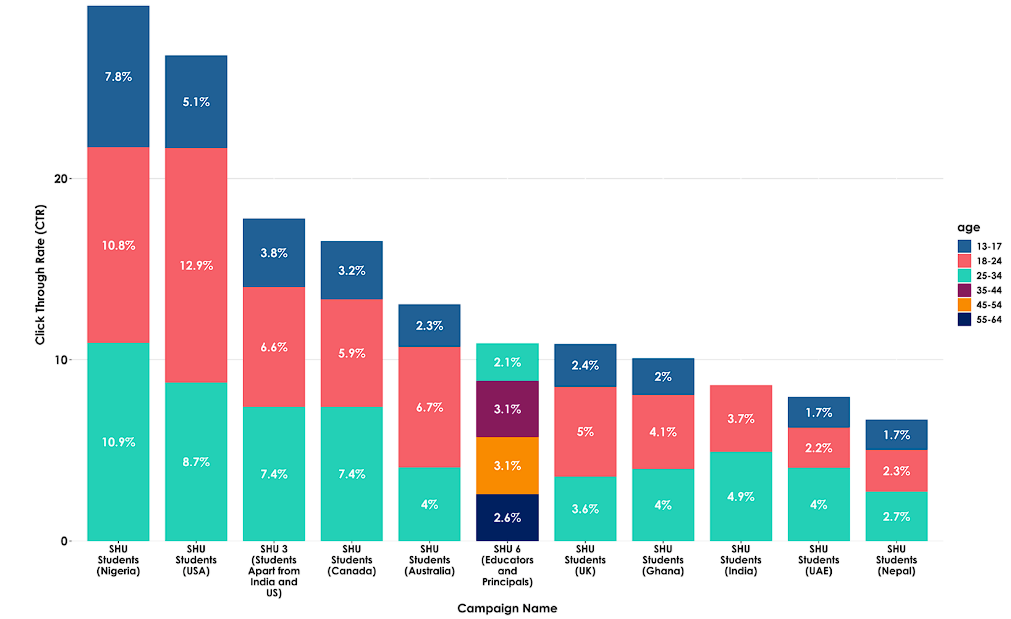 7.8%
5.1%
20
10.8%
12.9%
3.8%
3.2%
Click Through Rate (CTR)
age
13-17
18-24
25-34
35-44
45-54
55-64
6.6%
5.9%
2.3%
10
6.7%
2.1%
2.4%
2%
3.1%
5%
4.1%
3.7%
1.7%
2.2%
1.7%
2.3%
10.9%
8.7%
7.4%
7.4%
4%
3.1%
2.6%
3.6%
4%
4.9%
4%
2.7%
0
SHU
Students
(Nigeria)
SHU
Students
(USA)
SHU 3
(Students
Apart from
India and
US)
SHU
Students
(Canada)
SHU
Students
(Australia)
SHU 6
(Educators
and
Principals)
SHU
Students
(UK)
SHU
Students
(Ghana)
SHU
Students
(India)
SHU
Students
(UAE)
SHU
Students
(Nepal)
Campaign Name